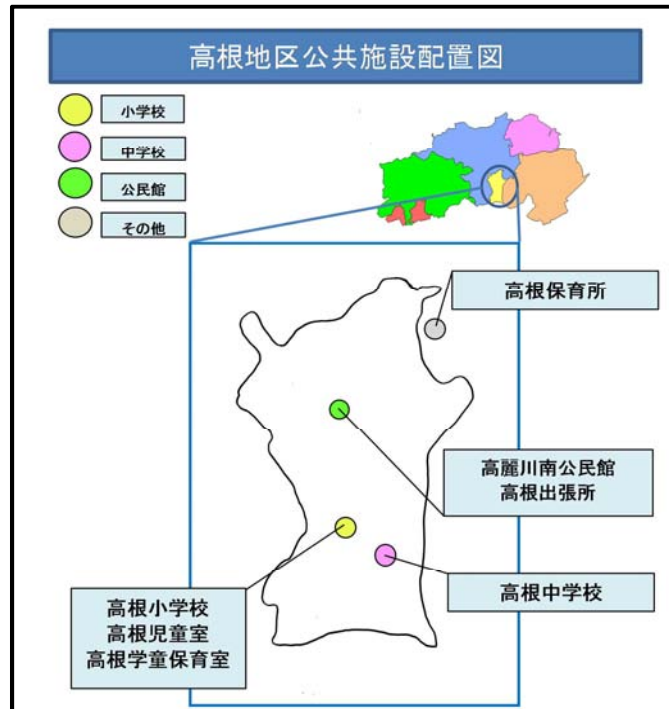 高根地区公共施設配置図
小学校
中学校
公民館
その他
高根保育所
高麗川南公民館
高根出張所
高根中学校
高根小学校
高根児童室
高根学童保育室